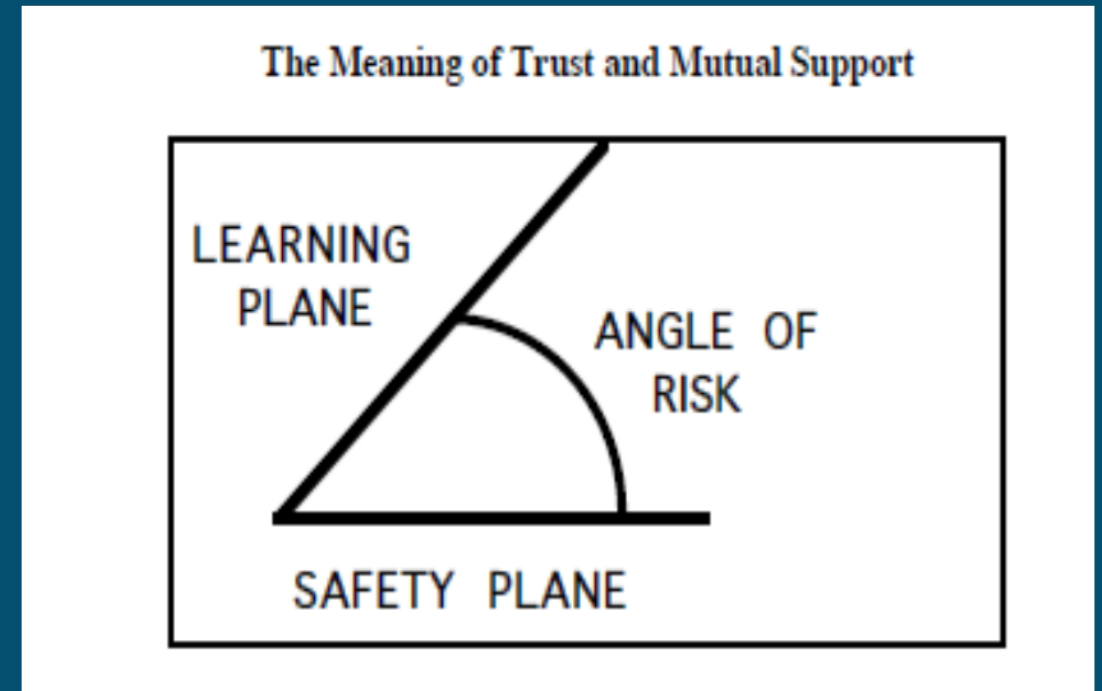 The Meaning of Trust and Mutual Support
LEARNING
PLANE
ANGLE OF
RISK
SAFETY PLANE